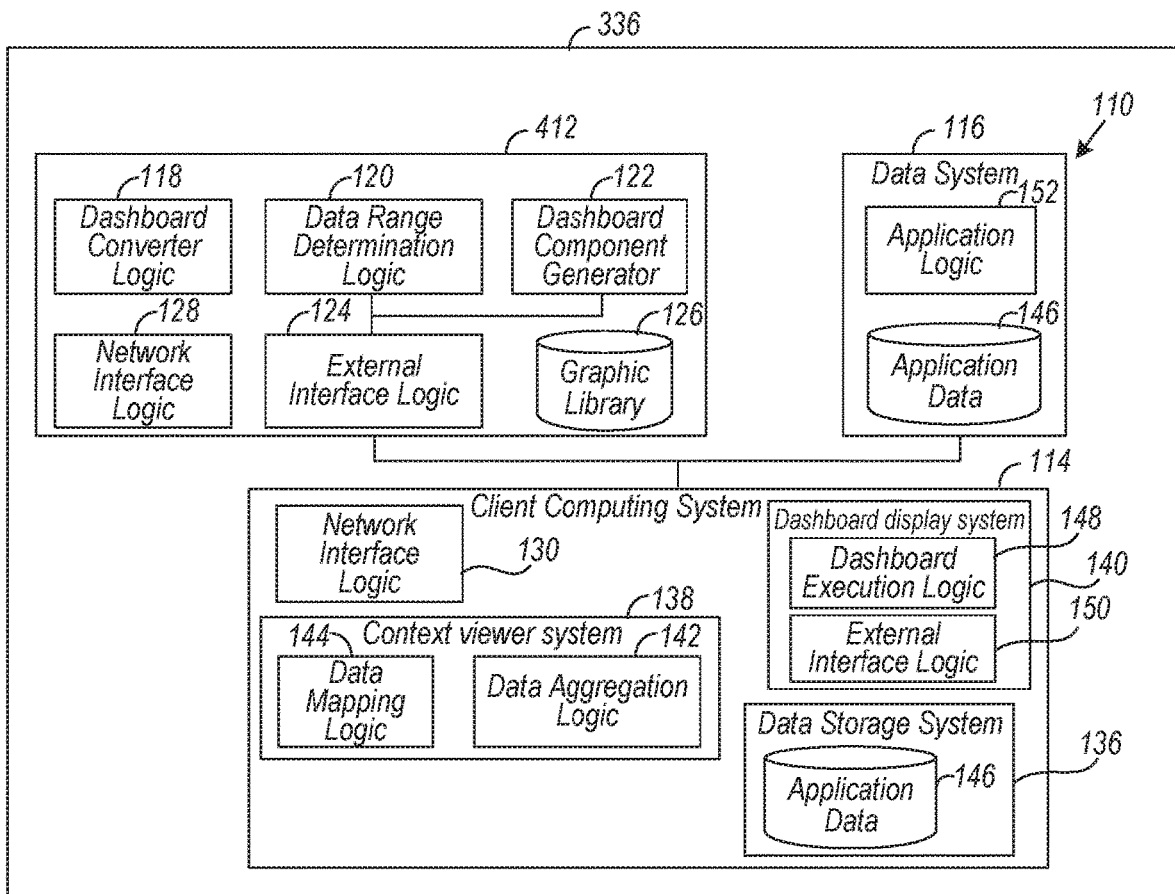 336
110
412
116
118
120
122
Data System
152
Dashboard
Converter
Logic
Data Range
Determination
Logic
Dashboard
Component
Generator
Application
Logic
128
124
126
146
Network
Interface
Logic
External
Interface Logic
Graphic
Library
Application
Data
114
Client Computing System
Network
Interface
Logic
130
Dashboard display system
Dashboard
Execution Logic
148
140
External
Interface Logic
150
138
Context viewer system
144
142
Data
Mapping
Logic
Data Aggregation
Logic
Data Storage System
136
Application
Data
146